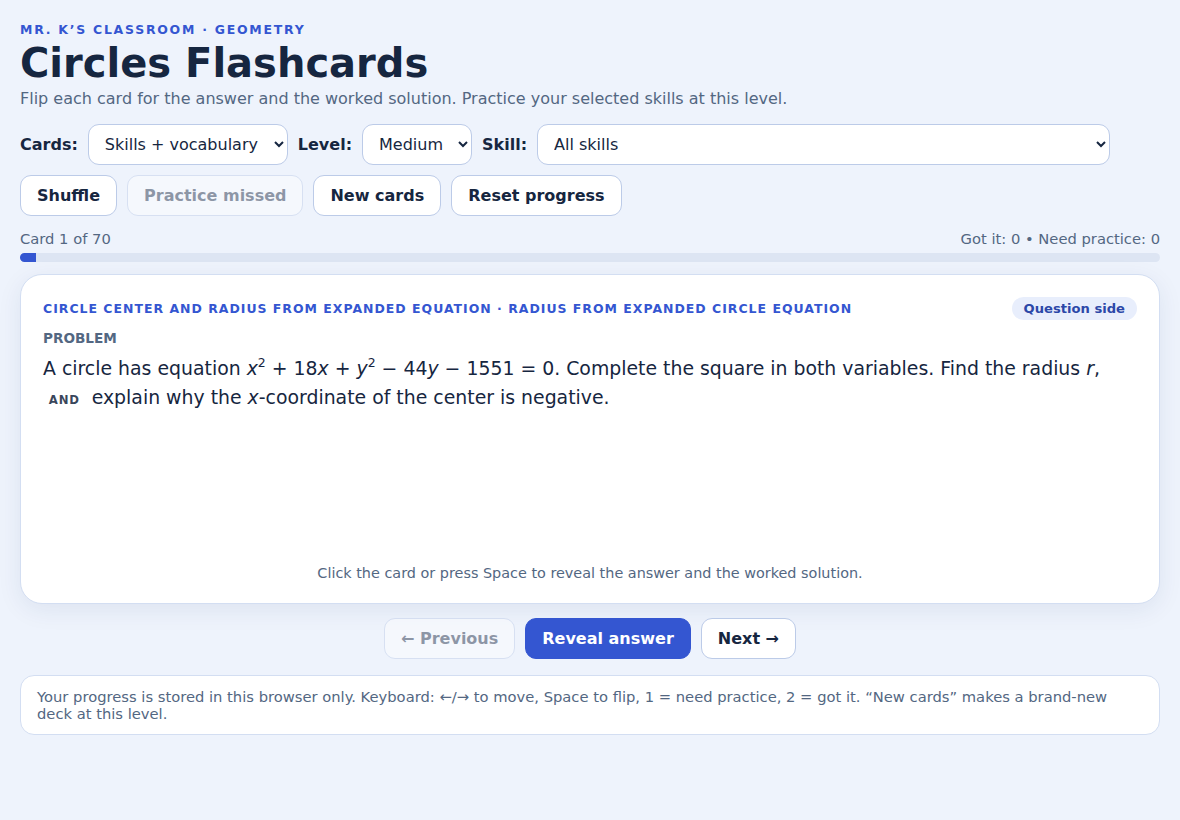 MR. K’S CLASSROOM · GEOMETRY
Circles Flashcards
Flip each card for the answer and the worked solution. Practice your selected skills at this level.
Cards: Skills + vocabulary Level: Medium Skill: All skills
Shuffle Practice missed New cards Reset progress
Card 1 of 70 Got it: 0 • Need practice: 0
CIRCLE CENTER AND RADIUS FROM EXPANDED EQUATION · RADIUS FROM EXPANDED CIRCLE EQUATION Question side
PROBLEM
A circle has equation x² + 18x + y² − 44y − 1551 = 0. Complete the square in both variables. Find the radius r,
AND explain why the x-coordinate of the center is negative.
Click the card or press Space to reveal the answer and the worked solution.
← Previous Reveal answer Next →
Your progress is stored in this browser only. Keyboard: ←/→ to move, Space to flip, 1 = need practice, 2 = got it. “New cards” makes a brand-new
deck at this level.